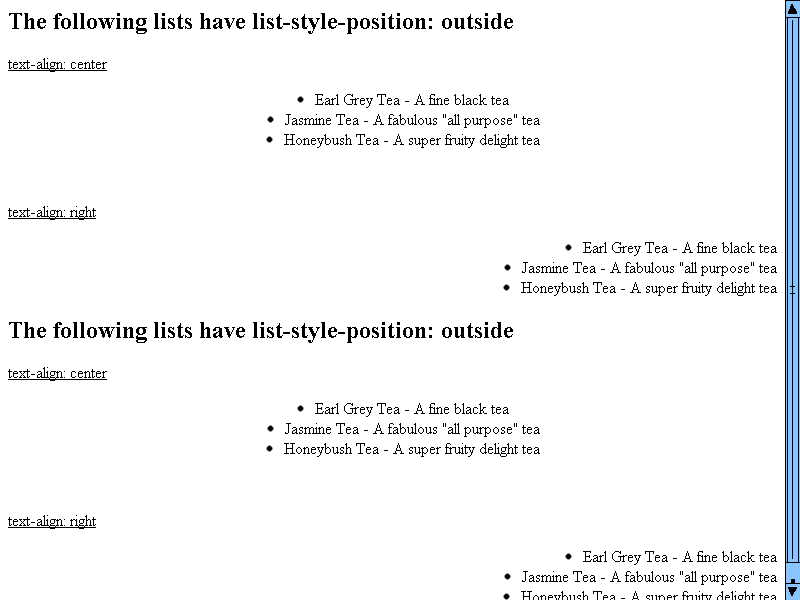 The following lists have list-style-position: outside
text-align: center
• Earl Grey Tea - A fine black tea
• Jasmine Tea - A fabulous "all purpose" tea
• Honeybush Tea - A super fruity delight tea
text-align: right
• Earl Grey Tea - A fine black tea
• Jasmine Tea - A fabulous "all purpose" tea
• Honeybush Tea - A super fruity delight tea
The following lists have list-style-position: outside
text-align: center
• Earl Grey Tea - A fine black tea
• Jasmine Tea - A fabulous "all purpose" tea
• Honeybush Tea - A super fruity delight tea
text-align: right
• Earl Grey Tea - A fine black tea
• Jasmine Tea - A fabulous "all purpose" tea
• Honeybush Tea - A super fruity delight tea